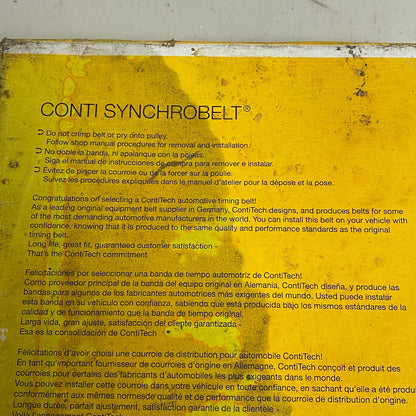 CONTI SYNCHROBELT®
⊃ Do not crimp belt or pry onto pulley.
Follow shop manual procedures for removal and installation.
⊃ No doble la banda, ni apalancque con la poleas.
Siga el manual de instrucciones de compra para remover e instalar.
⊃ Évitez de pincer la courroie ou de la forcer sur la poulie.
Suivez les procédures expliquées dans le manuel d'atelier pour la dépose et la pose.
Congratulations on selecting a ContiTech automotive timing belt!
As a leading original equipment belt supplier in Germany, ContiTech designs, and produces belts for some
of the most demanding automotive manufacturers in the world. You can install this belt on your vehicle with
confidence, knowing that it is produced to the same quality and performance standards as the original
timing belt.
Long life, great fit, guaranteed customer satisfaction -
That's the ContiTech commitment
Felicitaciones por seleccionar una banda de tiempo automotriz de ContiTech!
Como proveedor principal de la banda del equipo original en Alemania, ContiTech diseña, y produce las
bandas para algunos de los fabricantes automotrices más exigentes del mundo. Usted puede instalar
esta banda en su vehículo con confianza, sabiendo que está producida bajo los mismos estándares de la
calidad y de funcionamiento que la banda de tiempo original.
Larga vida, gran ajuste, satisfacción del cliente garantizada -
Esa es la consolidación de ContiTech
Félicitations d'avoir choisi une courroie de distribution pour automobile ContiTech!
En tant qu'important fournisseur de courroies d'origine en Allemagne, ContiTech conçoit et produit des
courroies pour certains des fabricants d'automobiles les plus exigeants dans le monde.
Vous pouvez installer cette courroie dans votre véhicule en toute confiance, en sachant qu'elle a été produ
conformément aux mêmes normes de qualité et de performance que la courroie de distribution d'origine.
Longue durée, parfait ajustement, satisfaction garantie de la clientèle -